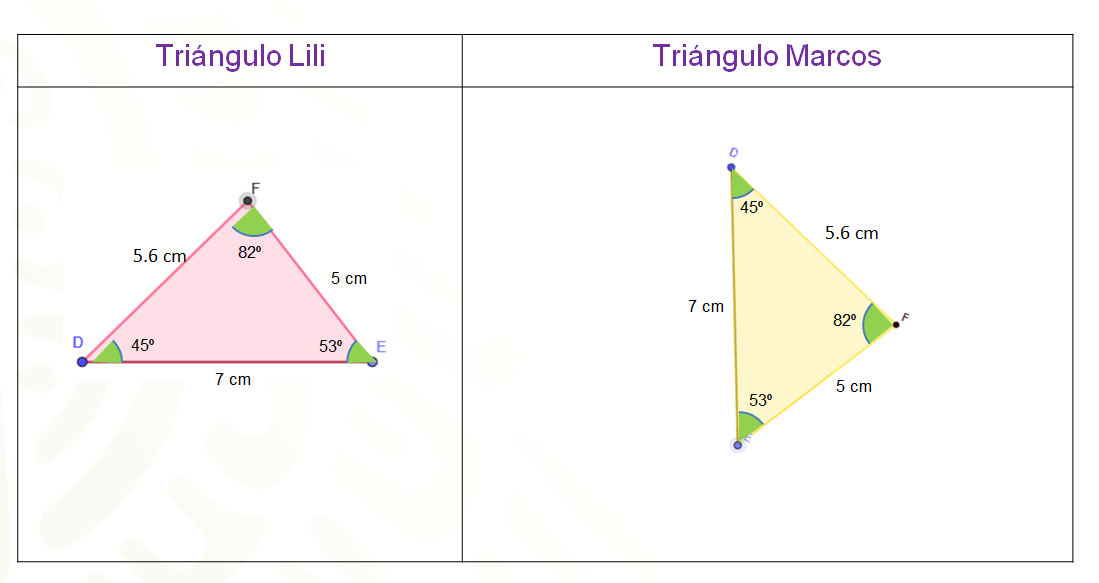 Triángulo Lili
Triángulo Marcos
F
5.6 cm
82º
5 cm
D
45º
53º
E
7 cm
D
45º
5.6 cm
7 cm
82º
F
5 cm
53º
E